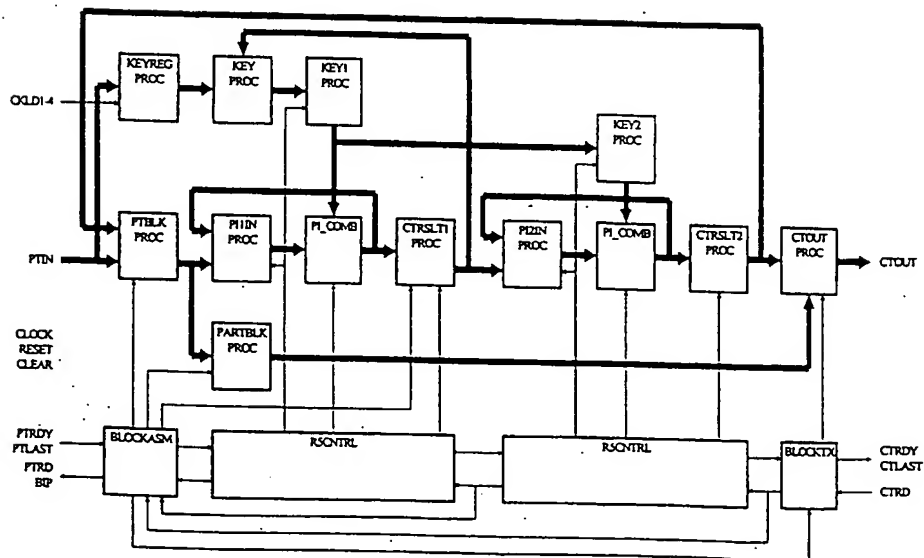 KEYREG
PROC
KEY
PROC
KEY1
PROC
CKLD1-4
KEY2
PROC
PTBLK
PROC
PI1IN
PROC
PI_COMB
CTRSLT1
PROC
PI2IN
PROC
PI_COMB
CTRSLT2
PROC
CTOUT
PROC
PTIN
CTOUT
CLOCK
RESET
CLEAR
PARTBLK
PROC
PTRDY
PTLAST
PTRD
BIP
BLOCKASM
RSCNTRL
RSCNTRL
BLOCKTX
CTRDY
CTLAST
CTRD